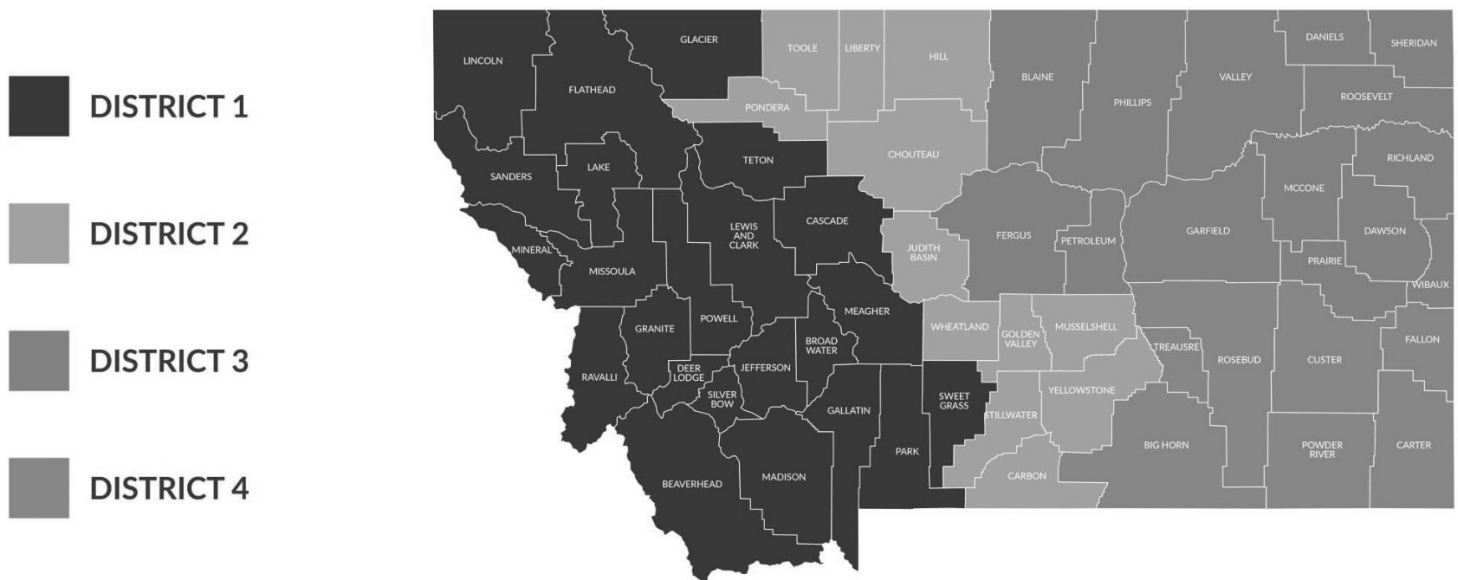 DISTRICT 1
DISTRICT 2
DISTRICT 3
DISTRICT 4
LINCOLN
FLATHEAD
GLACIER
TOOLE
LIBERTY
HILL
BLAINE
PHILLIPS
VALLEY
DANIELS
SHERIDAN
ROOSEVELT
PONDERA
CHOUTEAU
TETON
SANDERS
LAKE
MINERAL
MISSOULA
LEWIS
AND
CLARK
CASCADE
JUDITH
BASIN
FERGUS
PETROLEUM
GARFIELD
MCCONE
RICHLAND
DAWSON
PRAIRIE
WIBAUX
POWELL
GRANITE
MEAGHER
BROAD
WATER
WHEATLAND
GOLDEN
VALLEY
MUSSELSHELL
TREAUSRE
ROSEBUD
CUSTER
FALLON
RAVALLI
DEER
LODGE
SILVER
BOW
JEFFERSON
GALLATIN
PARK
SWEET
GRASS
STILLWATER
YELLOWSTONE
BEAVERHEAD
MADISON
CARBON
BIG HORN
POWDER
RIVER
CARTER